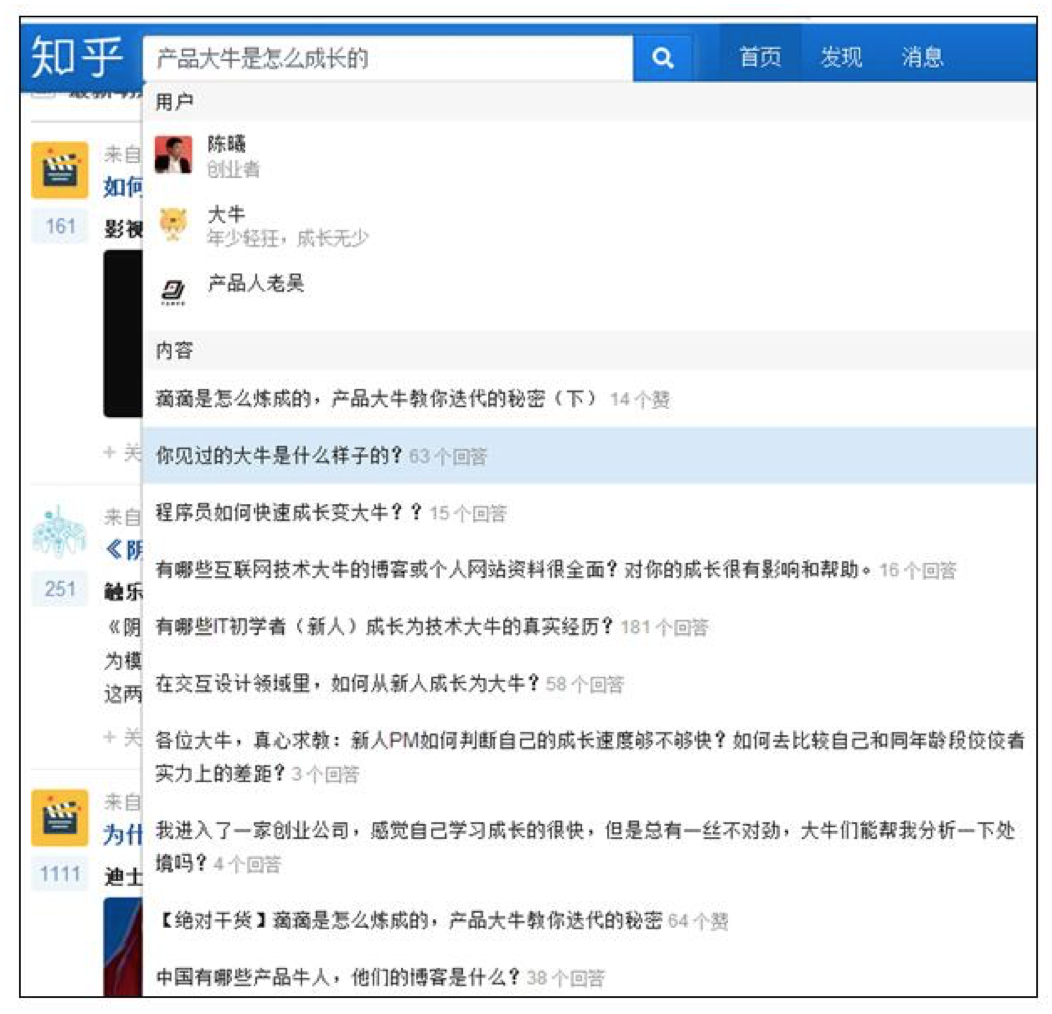 知乎
产品大牛是怎么成长的
首页
发现
消息
用户
陈曦
创业者
大牛
年少轻狂，成长无少
产品人老吴
内容
滴滴是怎么炼成的，产品大牛教你迭代的秘密（下） 14 个赞
你见过的大牛是什么样子的？63 个回答
程序员如何快速成长变大牛？？15 个回答
有哪些互联网技术大牛的博客或个人网站资料很全面？对你的成长很有影响和帮助。16 个回答
有哪些IT初学者（新人）成长为技术大牛的真实经历？181 个回答
在交互设计领域里，如何从新人成长为大牛？58 个回答
各位大牛，真心求教：新人PM如何判断自己的成长速度够不够快？如何去比较自己和同年龄段佼佼者
实力上的差距？3 个回答
我进入了一家创业公司，感觉自己学习成长的很快，但是总有一丝不对劲，大牛们能帮我分析一下处
境吗？4 个回答
【绝对干货】滴滴是怎么炼成的，产品大牛教你迭代的秘密 64 个赞
中国有哪些产品牛人，他们的博客是什么？38 个回答
来自
如何
161
影视
+ 关
来自
《阴
251
触乐
《阴
为模
这两
+ 关
来自
为什
1111
迪士